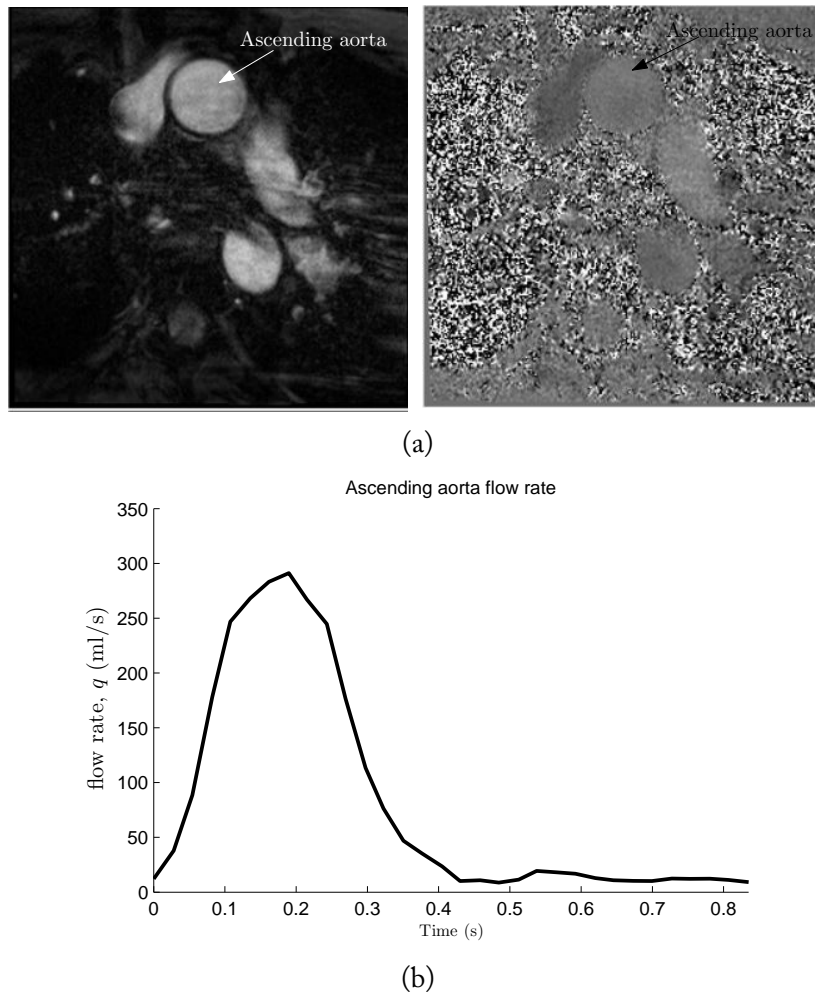 Ascending aorta
Ascending aorta
(a)
Ascending aorta flow rate
350
300
250
200
150
100
50
0
flow rate, q (ml/s)
0 0.1 0.2 0.3 0.4 0.5 0.6 0.7 0.8
Time (s)
(b)